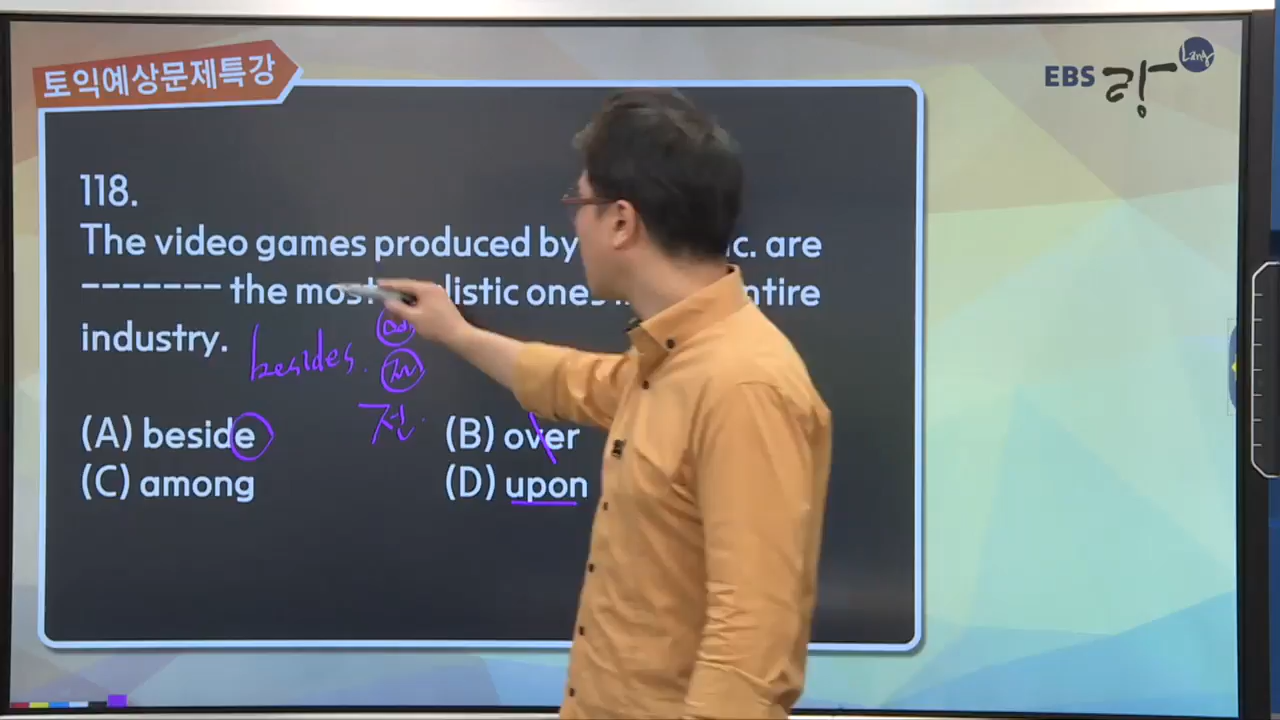 토익예상문제특강
EBS 랑
Lang
118.
The video games produced by c. are
------- the most listic ones ntire
industry.
besides.
전
(A) beside
(B) over
(C) among
(D) upon